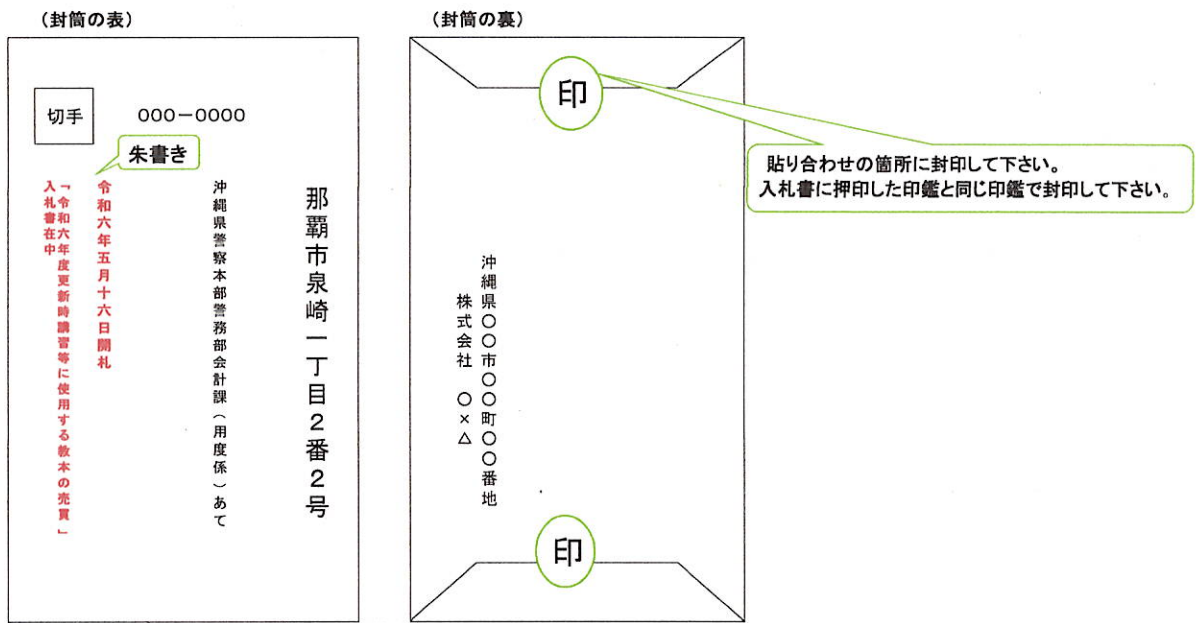 （封筒の表）
切手
000－0000
朱書き
那覇市泉崎一丁目２番２号
沖縄県警察本部警務部会計課（用度係）あて
令和六年五月十六日開札
「令和六年度更新時講習等に使用する教本の売買」
入札書在中
（封筒の裏）
印
貼り合わせの箇所に封印して下さい。
入札書に押印した印鑑と同じ印鑑で封印して下さい。
沖縄県〇〇市〇〇町〇〇番地
株式会社　〇×△
印